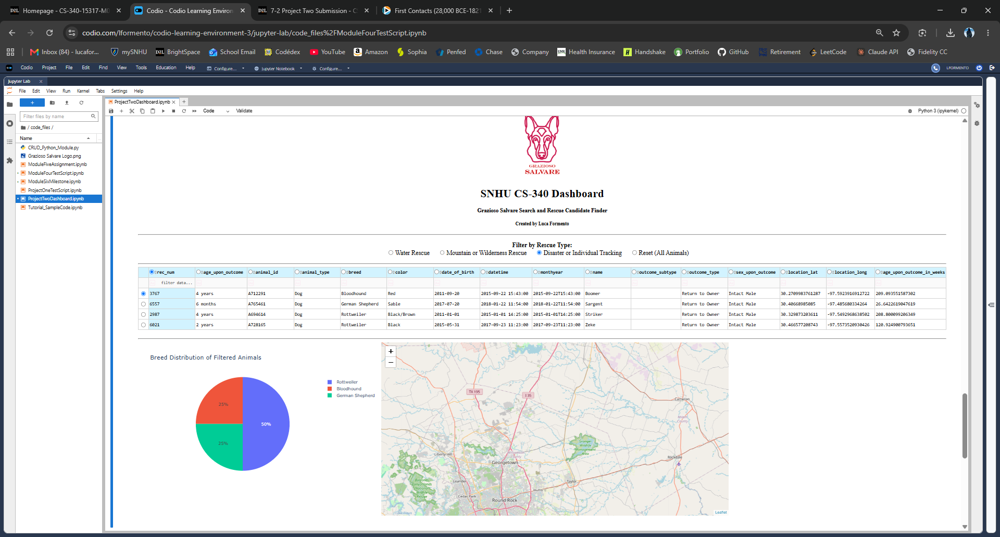 Homepage - CS-340-15317-M0
Codio - Codio Learning Environ
7-2 Project Two Submission - C
First Contacts (28,000 BCE-1821
codio.com/lformento/codio-learning-environment-3/jupyter-lab/code_files%2FModuleFourTestScript.ipynb
Inbox (84) - lucafor... mySNHU D2L BrightSpace School Email Codédex YouTube Amazon Sophia Penfed Chase Company Health Insurance Handshake Portfolio GitHub Retirement LeetCode Claude API Fidelity CC
Codio Project File Edit Find View Tools Education Help Configure.... Jupyter Notebook Configure.... LFORMENTO
Jupyter Lab
File Edit View Run Kernel Tabs Settings Help
ProjectTwoDashboard.ipynb
Code Validate Python 3 (ipykernel)
Filter files by name
/ code_files /
Name
CRUD_Python_Module.py
Grazioso Salvare Logo.png
ModuleFiveAssignment.ipynb
ModuleFourTestScript.ipynb
ModuleSixMilestone.ipynb
ProjectOneTestScript.ipynb
ProjectTwoDashboard.ipynb
Tutorial_SampleCode.ipynb
GRAZIOSO
SALVARE
SNHU CS-340 Dashboard
Grazioso Salvare Search and Rescue Candidate Finder
Created by Luca Formento
Filter by Rescue Type:
Water Rescue Mountain or Wilderness Rescue Disaster or Individual Tracking Reset (All Animals)
rec_num age_upon_outcome animal_id animal_type breed color date_of_birth datetime monthyear name outcome_subtype outcome_type sex_upon_outcome location_lat location_long age_upon_outcome_in_weeks
filter data...
3767 4 years A712291 Dog Bloodhound Red 2011-09-20 2015-09-22 15:43:00 2015-09-22T15:43:00 Boomer Return to Owner Intact Male 30.2709983761287 -97.5923916912722 209.093551587302
6557 6 months A765461 Dog German Shepherd Sable 2017-07-20 2018-01-22 11:54:00 2018-01-22T11:54:00 Sargent Return to Owner Intact Male 30.40668985085 -97.485680334264 26.6422619047619
2987 4 years A694614 Dog Rottweiler Black/Brown 2011-01-01 2015-01-01 14:25:00 2015-01-01T14:25:00 Striker Return to Owner Intact Male 30.329873203611 -97.5492968638502 208.800099206349
6021 2 years A728165 Dog Rottweiler Black 2015-05-31 2017-09-23 11:23:00 2017-09-23T11:23:00 Zeke Return to Owner Intact Male 30.466577208743 -97.5573520930426 120.924900793651
Breed Distribution of Filtered Animals
Rottweiler
Bloodhound
German Shepherd
25%
50%
25%
+
−
TX 195
I 35
Cameron
Milam County
Granger Wildlife Management Area
Liberty Hill
Williamson County
Georgetown
Rockdale
Balcones Canyonlands National Wildlife Refuge
Leander
Taylor
Hutto
Cedar Park
Round Rock
Leaflet